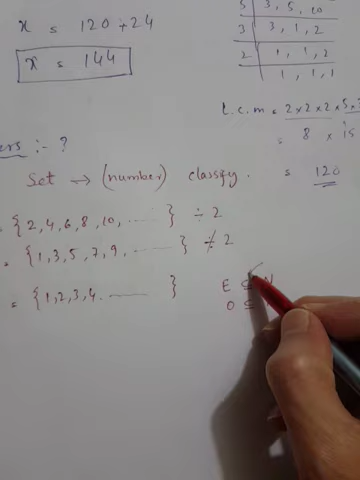 x = 120 + 24
x = 144
5 | 3, 5, 10
3 | 3, 1, 2
2 | 1, 1, 2
1, 1, 1
l.c.m = 2 x 2 x 2 x 5 x
= 8 x 15
= 120
ers :- ?
Set → (number) classify.
= {2, 4, 6, 8, 10, ......} ÷ 2
= {1, 3, 5, 7, 9, ......} ÷̸ 2
= {1, 2, 3, 4, ...... }
E ⊆ N
O ⊆